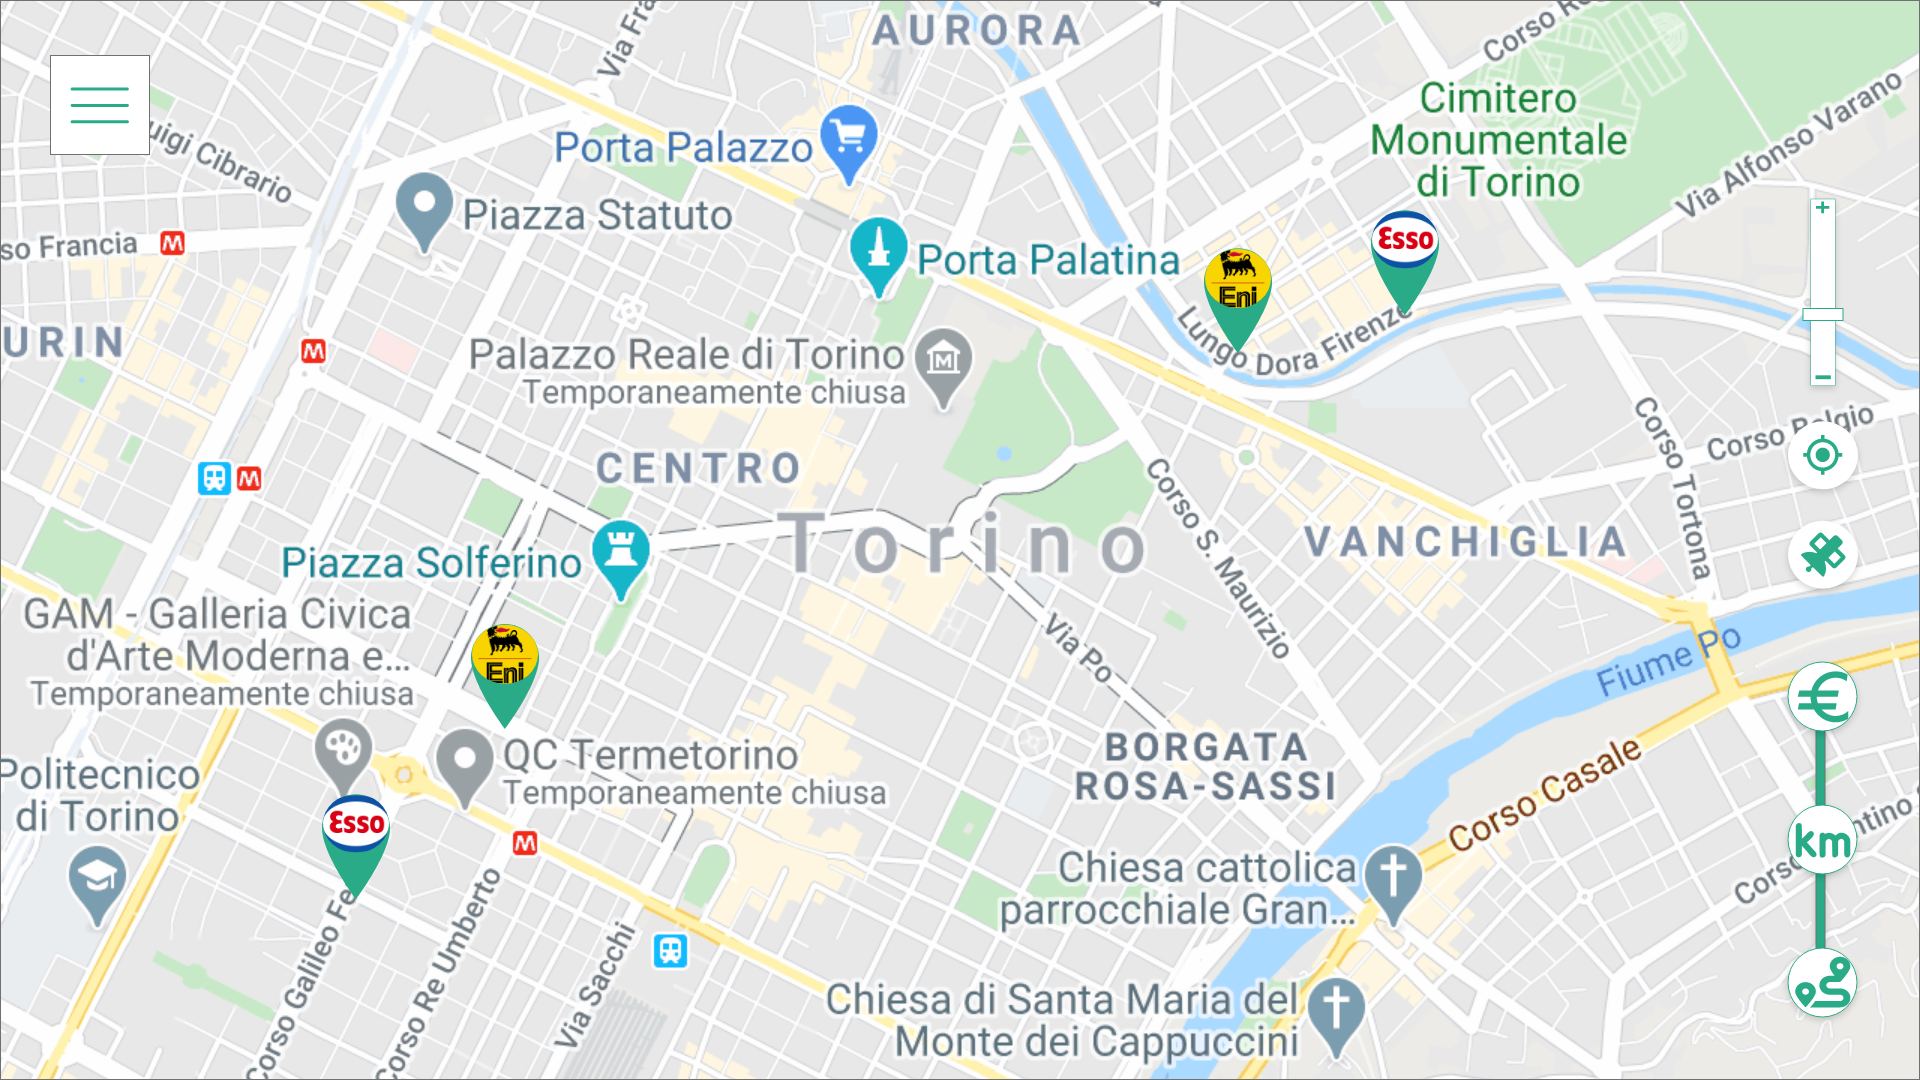 AURORA
Via Fra
Corso Ro
Cimitero
Monumentale
di Torino
Via Alfonso Varano
uigi Cibrario
Porta Palazzo
Piazza Statuto
so Francia
M
Porta Palatina
Esso
Eni
Lungo Dora Firenze
+
−
URIN
M
Palazzo Reale di Torino
Temporaneamente chiusa
M
CENTRO
M
Corso Belgio
Corso Tortona
Corso S. Maurizio
Torino
VANCHIGLIA
Piazza Solferino
GAM - Galleria Civica
d'Arte Moderna e...
Temporaneamente chiusa
Eni
Via Po
Fiume Po
€
QC Termetorino
Temporaneamente chiusa
BORGATA
ROSA-SASSI
Corso Casale
Politecnico
di Torino
Esso
M
km
ntino
Corso
Chiesa cattolica
parrocchiale Gran...
Corso Galileo Fe
Corso Re Umberto
Via Sacchi
Chiesa di Santa Maria del
Monte dei Cappuccini